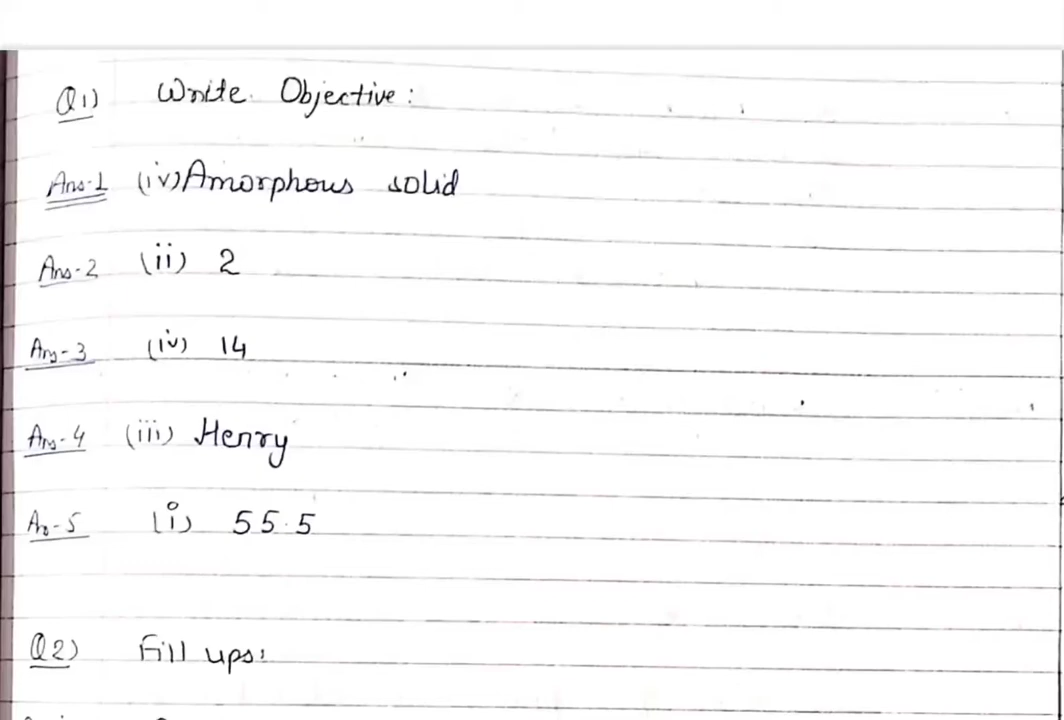 Q1) Write Objective:
Ans-1 (iv) Amorphous solid
Ans-2 (ii) 2
Ans-3 (iv) 14
Ans-4 (iii) Henry
An-5 (i) 55.5
Q2) Fill ups: